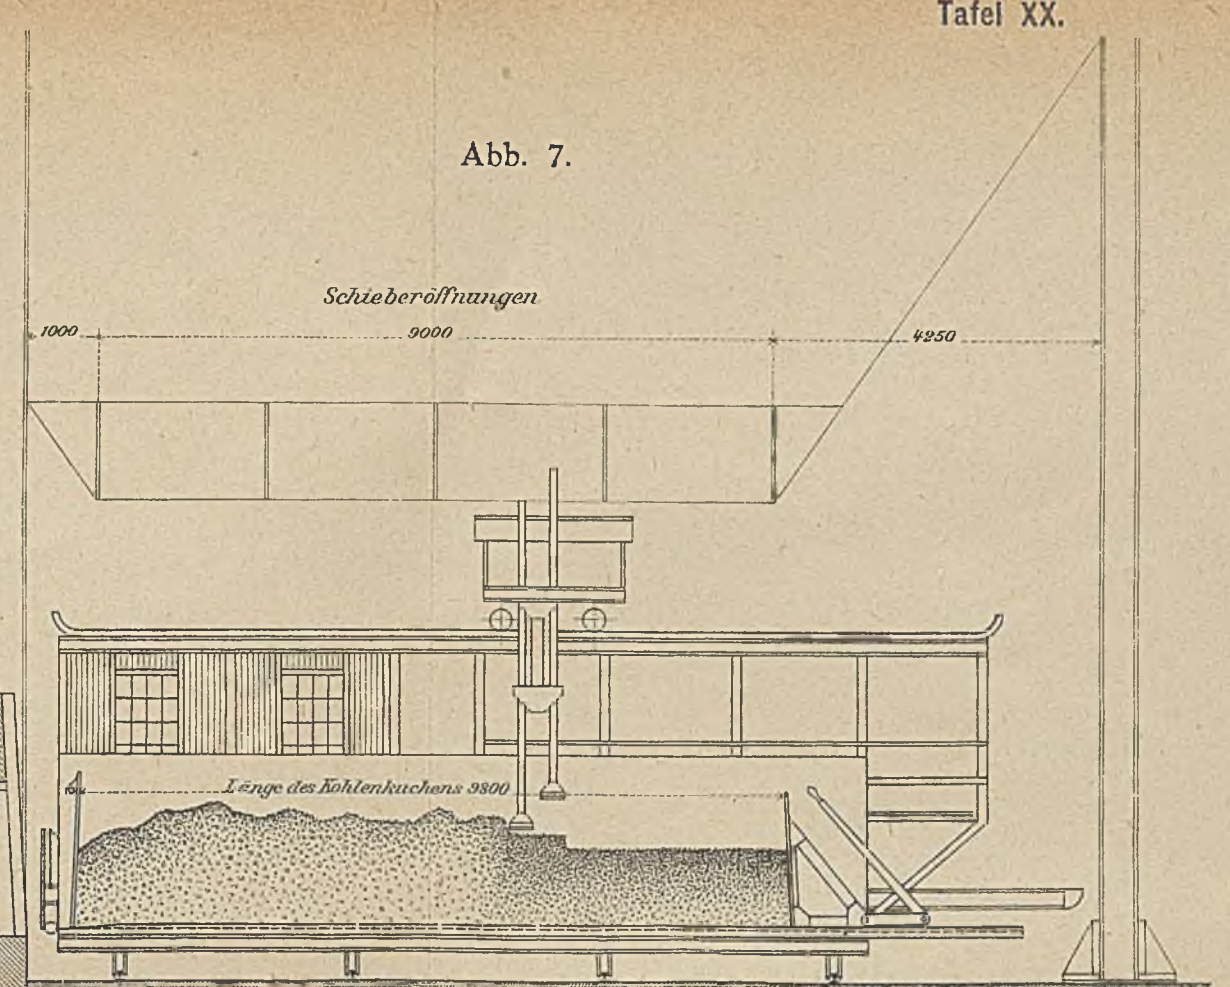 Tafel XX.
Abb. 7.
Schieberöffnungen
1000 9000 4250
Länge des Kohlenkuchens 9800